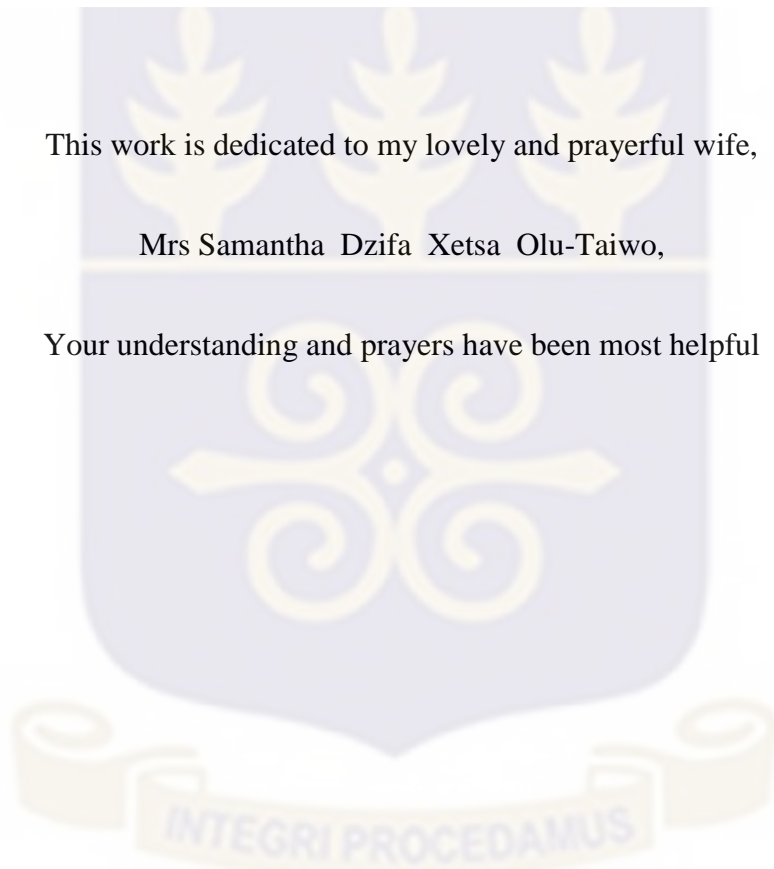 This work is dedicated to my lovely and prayerful wife,
Mrs Samantha Dzifa Xetsa Olu-Taiwo,
Your understanding and prayers have been most helpful
INTEGRI PROCEDAMUS